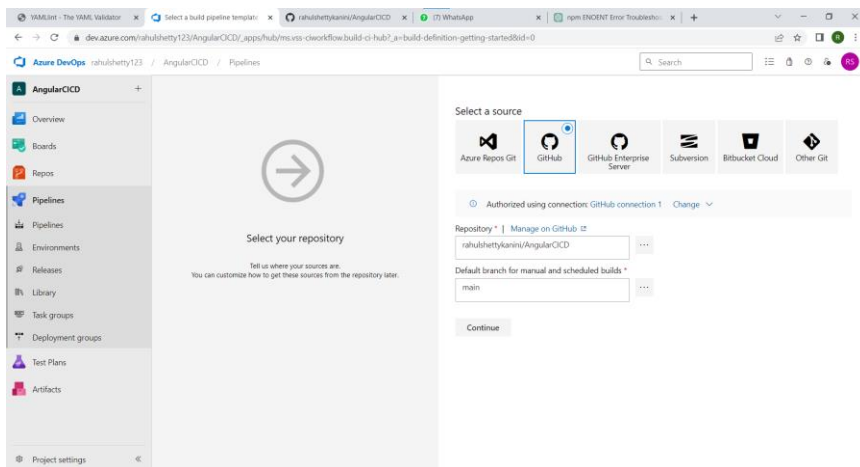 YAMLlint - The YAML Validator
Select a build pipeline template
rahulshettykanini/AngularCICD
(7) WhatsApp
npm ENOENT Error Troublesho
dev.azure.com/rahulshetty123/AngularCICD/_apps/hub/ms.vss-ciworkflow.build-ci-hub?_a=build-definition-getting-started&id=0
R
Azure DevOps rahulshetty123 / AngularCICD / Pipelines
Search
RS
A AngularCICD +
Overview
Boards
Repos
Pipelines
Pipelines
Environments
Releases
Library
Task groups
Deployment groups
Test Plans
Artifacts
Project settings
Select your repository
Tell us where your sources are.
You can customize how to get these sources from the repository later.
Select a source
Azure Repos Git
GitHub
GitHub Enterprise
Server
Subversion
Bitbucket Cloud
Other Git
Authorized using connection: GitHub connection 1 Change
Repository * | Manage on GitHub
rahulshettykanini/AngularCICD
...
Default branch for manual and scheduled builds *
main
...
Continue